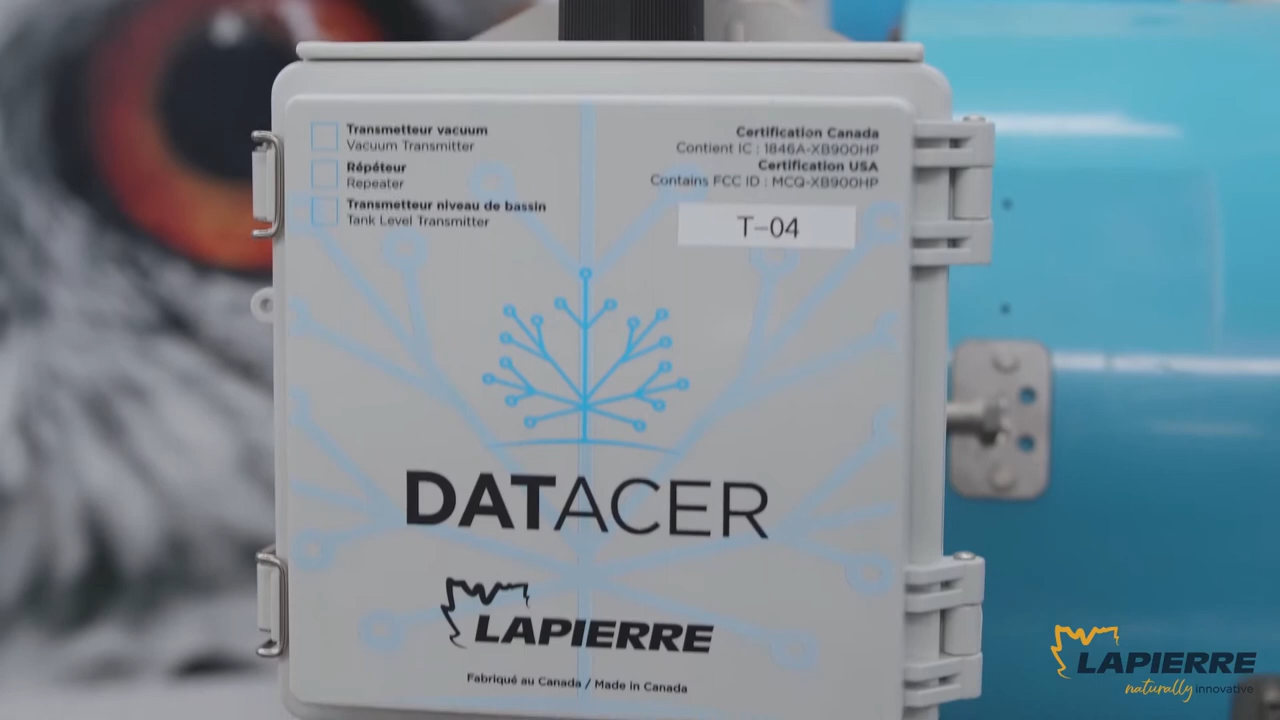 Transmetteur vacuum
Vacuum Transmitter
Répéteur
Repeater
Transmetteur niveau de bassin
Tank Level Transmitter
Certification Canada
Contient IC : 1846A-XB900HP
Certification USA
Contains FCC ID : MCQ-XB900HP
T-04
DATACER
LAPIERRE
Fabriqué au Canada / Made in Canada
LAPIERRE
naturally innovative